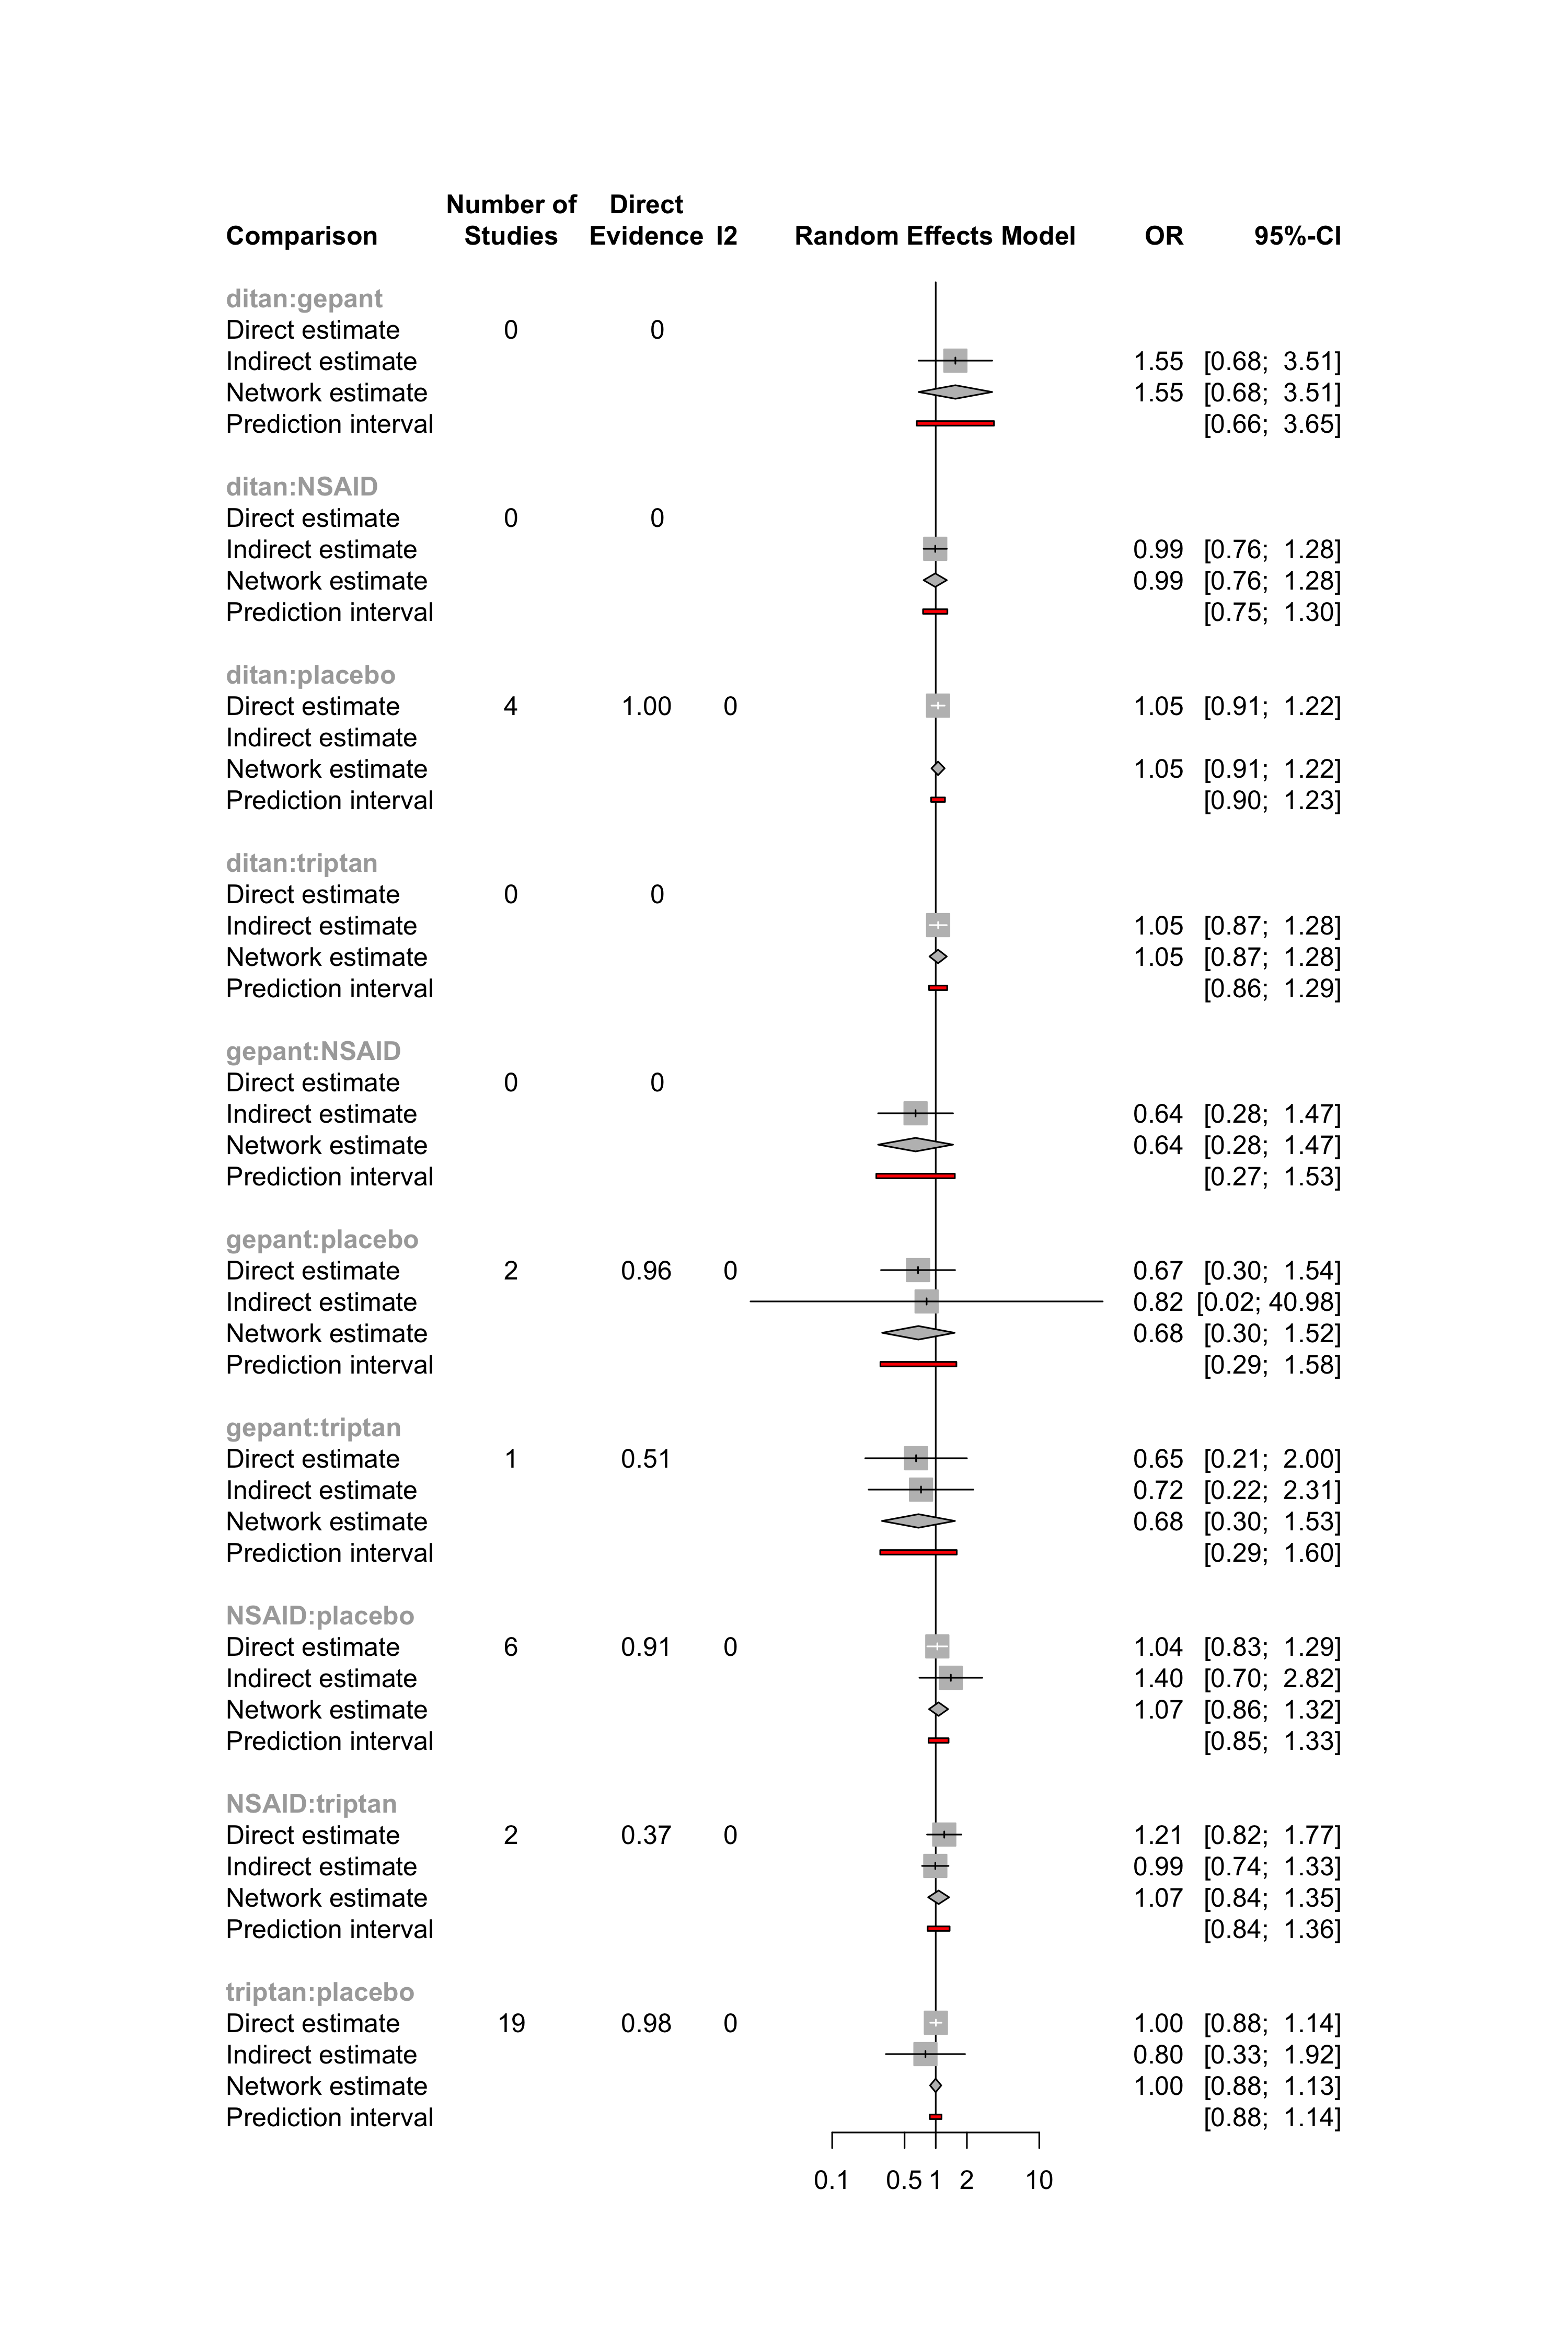 Number of Direct
Comparison Studies Evidence I2 Random Effects Model OR 95%-CI
ditan:gepant
Direct estimate 0 0
Indirect estimate 1.55 [0.68; 3.51]
Network estimate 1.55 [0.68; 3.51]
Prediction interval [0.66; 3.65]
ditan:NSAID
Direct estimate 0 0
Indirect estimate 0.99 [0.76; 1.28]
Network estimate 0.99 [0.76; 1.28]
Prediction interval [0.75; 1.30]
ditan:placebo
Direct estimate 4 1.00 0 1.05 [0.91; 1.22]
Indirect estimate
Network estimate 1.05 [0.91; 1.22]
Prediction interval [0.90; 1.23]
ditan:triptan
Direct estimate 0 0
Indirect estimate 1.05 [0.87; 1.28]
Network estimate 1.05 [0.87; 1.28]
Prediction interval [0.86; 1.29]
gepant:NSAID
Direct estimate 0 0
Indirect estimate 0.64 [0.28; 1.47]
Network estimate 0.64 [0.28; 1.47]
Prediction interval [0.27; 1.53]
gepant:placebo
Direct estimate 2 0.96 0 0.67 [0.30; 1.54]
Indirect estimate 0.82 [0.02; 40.98]
Network estimate 0.68 [0.30; 1.52]
Prediction interval [0.29; 1.58]
gepant:triptan
Direct estimate 1 0.51 0.65 [0.21; 2.00]
Indirect estimate 0.72 [0.22; 2.31]
Network estimate 0.68 [0.30; 1.53]
Prediction interval [0.29; 1.60]
NSAID:placebo
Direct estimate 6 0.91 0 1.04 [0.83; 1.29]
Indirect estimate 1.40 [0.70; 2.82]
Network estimate 1.07 [0.86; 1.32]
Prediction interval [0.85; 1.33]
NSAID:triptan
Direct estimate 2 0.37 0 1.21 [0.82; 1.77]
Indirect estimate 0.99 [0.74; 1.33]
Network estimate 1.07 [0.84; 1.35]
Prediction interval [0.84; 1.36]
triptan:placebo
Direct estimate 19 0.98 0 1.00 [0.88; 1.14]
Indirect estimate 0.80 [0.33; 1.92]
Network estimate 1.00 [0.88; 1.13]
Prediction interval [0.88; 1.14]
0.1 0.5 1 2 10